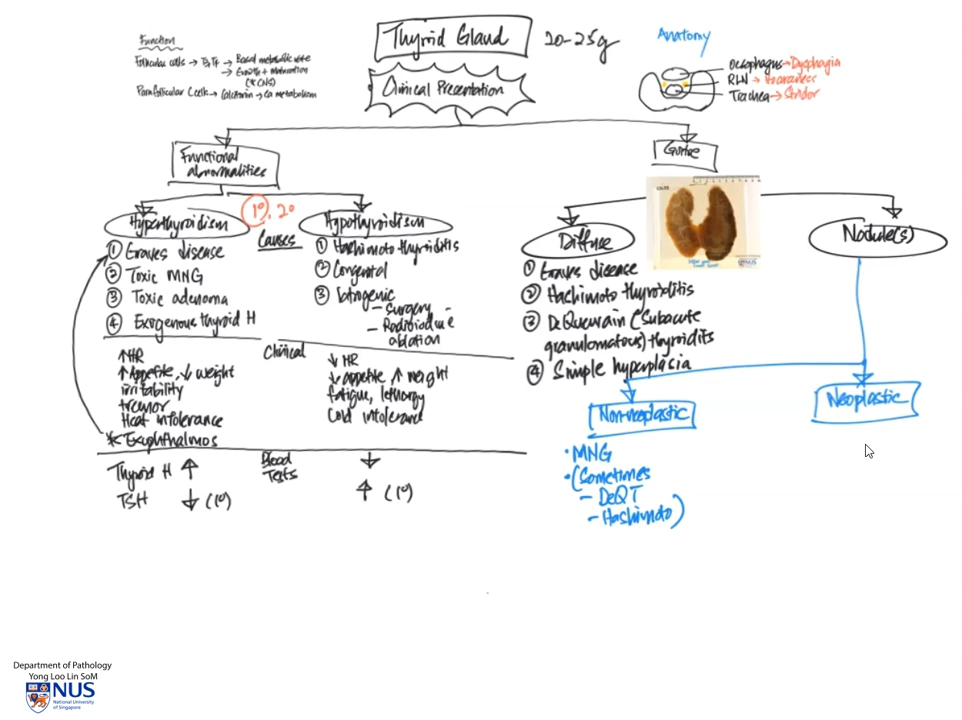 Thyroid Gland
20-25g
Function
Follicular cells → T3T4 → Basal metabolic rate
→ Growth + maturation
(*CNS)
Parafollicular C cells → Calcitonin → Ca metabolism
Clinical Presentation
Anatomy
Oesophagus → Dysphagia
RLN → Hoarseness
Trachea → Stridor
Functional
abnormalities
Goitre
Hyperthyroidism
1°, 2°
Hypothyroidism
Causes
① Graves disease
② Toxic MNG
③ Toxic adenoma
④ Exogenous thyroid H
① Hashimoto thyroiditis
② Congenital
③ Iatrogenic
- Surgery
- Radioiodine
ablation
Clinical
↑HR
↑Appetite, ↓ weight
irritability
tremor
Heat intolerance
* Exophthalmos
↓ HR
↓ appetite ↑ weight
fatigue, lethargy
Cold intolerance
Blood
Tests
Thyroid H ↑
TSH ↓ (1°)
↓
↑ (1°)
Diffuse
① Graves disease
② Hashimoto thyroiditis
③ DeQuervain (Subacute
granulomatous) thyroidits
④ Simple hyperplasia
NUS
Nodule(s)
Non-neoplastic
• MNG
• (Sometimes
- DeQT
- Hashimoto)
Neoplastic
Department of Pathology
Yong Loo Lin SoM
NUS
National University
of Singapore